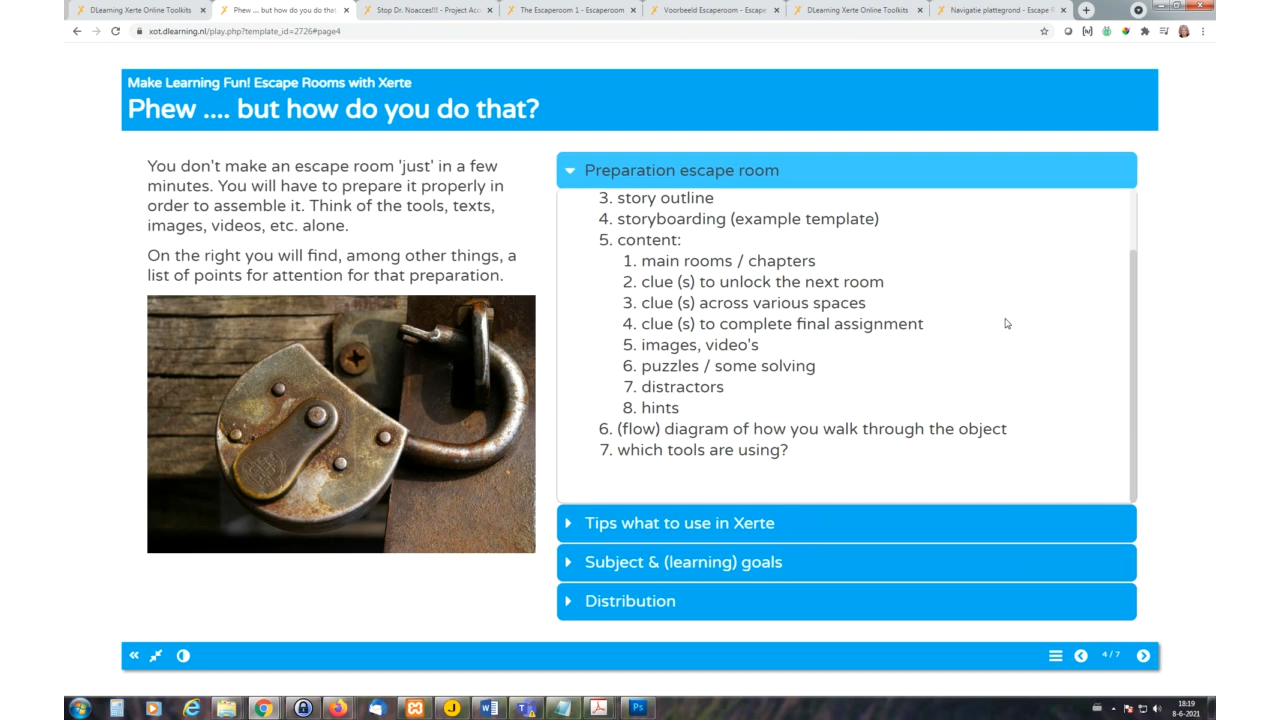 DLearning Xerte Online Toolkits
Phew ... but how do you do that
Stop Dr. Noacces!!! - Project Acc
The Escaperoom 1 - Escaperoom
Voorbeeld Escaperoom - Escape
DLearning Xerte Online Toolkits
Navigatie plattegrond - Escape
xot.dlearning.nl/play.php?template_id=2726#page4
Make Learning Fun! Escape Rooms with Xerte
Phew .... but how do you do that?
You don't make an escape room 'just' in a few
minutes. You will have to prepare it properly in
order to assemble it. Think of the tools, texts,
images, videos, etc. alone.
On the right you will find, among other things, a
list of points for attention for that preparation.
Preparation escape room
3. story outline
4. storyboarding (example template)
5. content:
1. main rooms / chapters
2. clue (s) to unlock the next room
3. clue (s) across various spaces
4. clue (s) to complete final assignment
5. images, video's
6. puzzles / some solving
7. distractors
8. hints
6. (flow) diagram of how you walk through the object
7. which tools are using?
Tips what to use in Xerte
Subject & (learning) goals
Distribution
4 / 7
18:19
8-6-2021